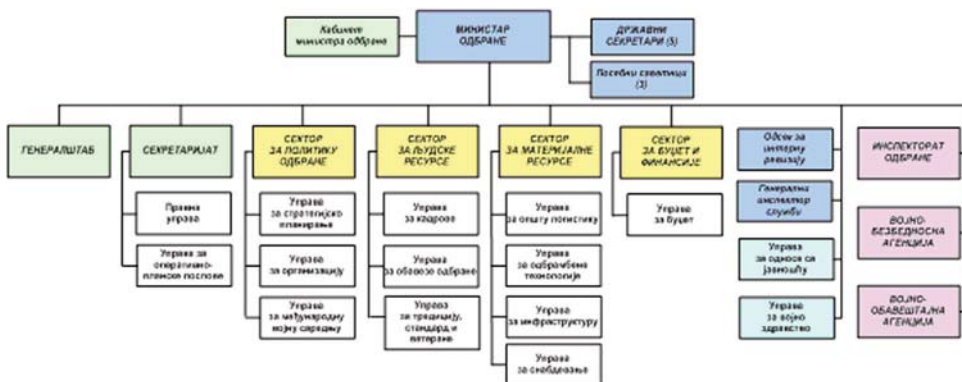 Кабинет
министра одбране
МИНИСТАР
ОДБРАНЕ
ДРЖАВНИ
СЕКРЕТАРИ (5)
Посебни саветници
(3)
ГЕНЕРАЛШТАБ
СЕКРЕТАРИЈАТ
СЕКТОР
ЗА ПОЛИТИКУ
ОДБРАНЕ
СЕКТОР
ЗА ЉУДСКЕ
РЕСУРСЕ
СЕКТОР
ЗА МАТЕРИЈАЛНЕ
РЕСУРСЕ
СЕКТОР
ЗА БУЏЕТ И
ФИНАНСИЈЕ
Одсек за
интерну
ревизију
ИНСПЕКТОРАТ
ОДБРАНЕ
Правна
управа
Управа
за стратегијско
планирање
Управа
за кадрове
Управа
за општу логистику
Управа
за буџет
Генерални
инспектор
служби
ВОЈНО-
БЕЗБЕДНОСНА
АГЕНЦИЈА
Управа за
оперативно-
планске послове
Управа
за организацију
Управа
за обавезе одбране
Управа
за одбрамбене
технологије
Управа
за односе са
јавношћу
Управа
за међународну
војну сарадњу
Управа
за традицију,
стандард и
ветеране
Управа
за инфраструктуру
Управа
за војно
здравство
ВОЈНО-
ОБАВЕШТАЈНА
АГЕНЦИЈА
Управа
за снабдевање